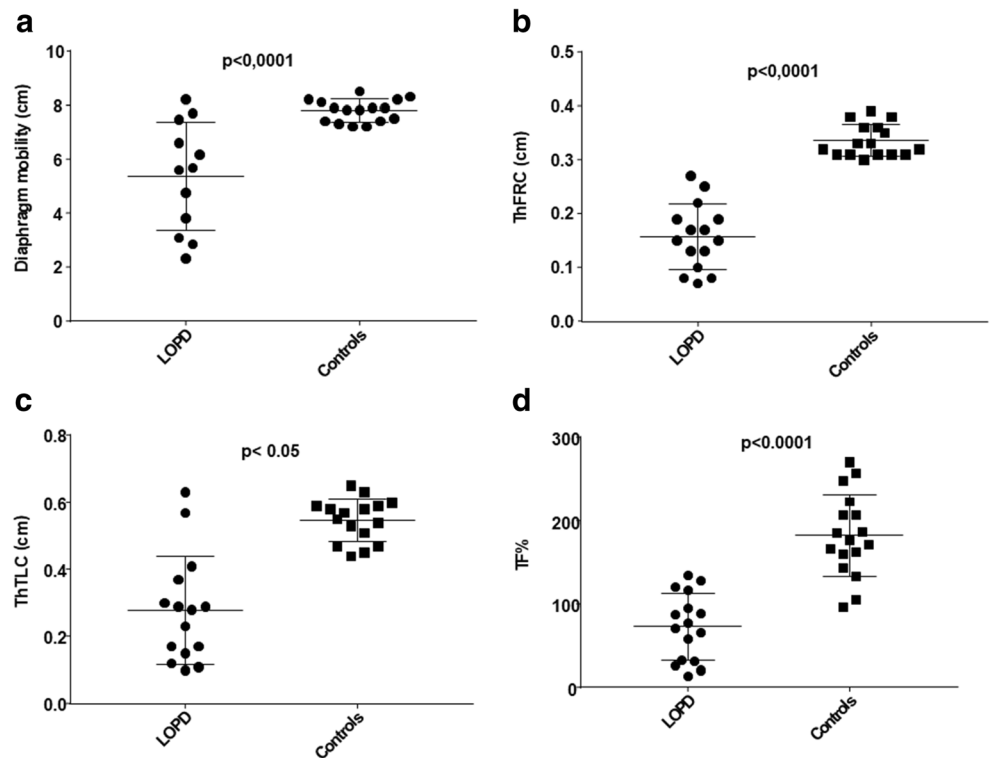 a
p<0,0001
Diaphragm mobility (cm)
10
8
6
4
2
0
LOPD
Controls
b
p<0,0001
ThFRC (cm)
0.5
0.4
0.3
0.2
0.1
0.0
LOPD
Controls
c
p< 0.05
ThTLC (cm)
0.8
0.6
0.4
0.2
0.0
LOPD
Controls
d
p<0.0001
TF%
300
200
100
0
LOPD
Controls